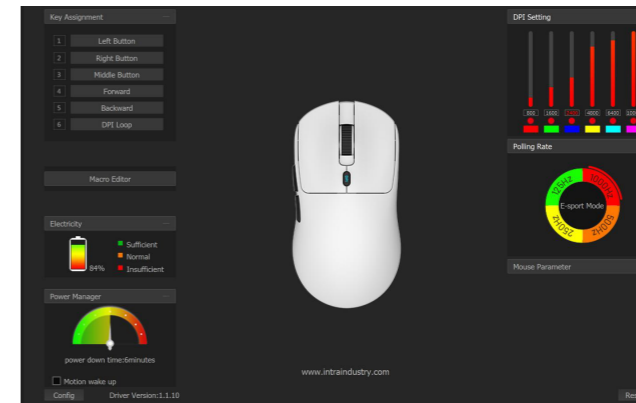 Key Assignment
1 Left Button
2 Right Button
3 Middle Button
4 Forward
5 Backward
6 DPI Loop
Macro Editor
Electricity
Sufficient
Normal
84% Insufficient
Power Manager
power down time:6minutes
Motion wake up
Config Driver Version:1.1.10
www.intraindustry.com
DPI Setting
800 1600 2400 4000 6400
Polling Rate
125Hz 1000Hz
E-sport Mode
250Hz 500Hz
Mouse Parameter